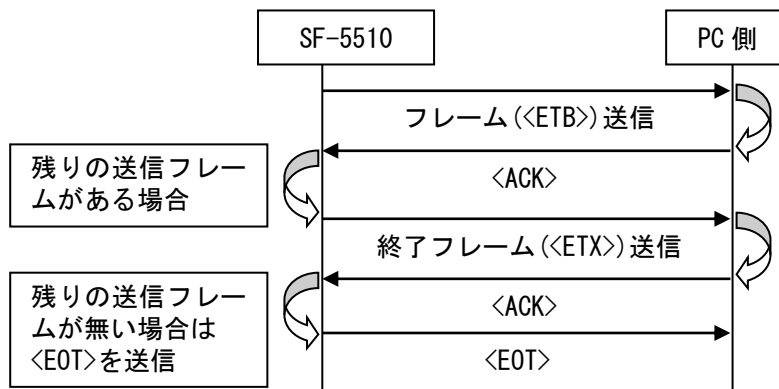 SF-5510
PC 側
フレーム(<ETB>)送信
残りの送信フレー
ムがある場合
<ACK>
終了フレーム(<ETX>)送信
残りの送信フレー
ムが無い場合は
<EOT>を送信
<ACK>
<EOT>